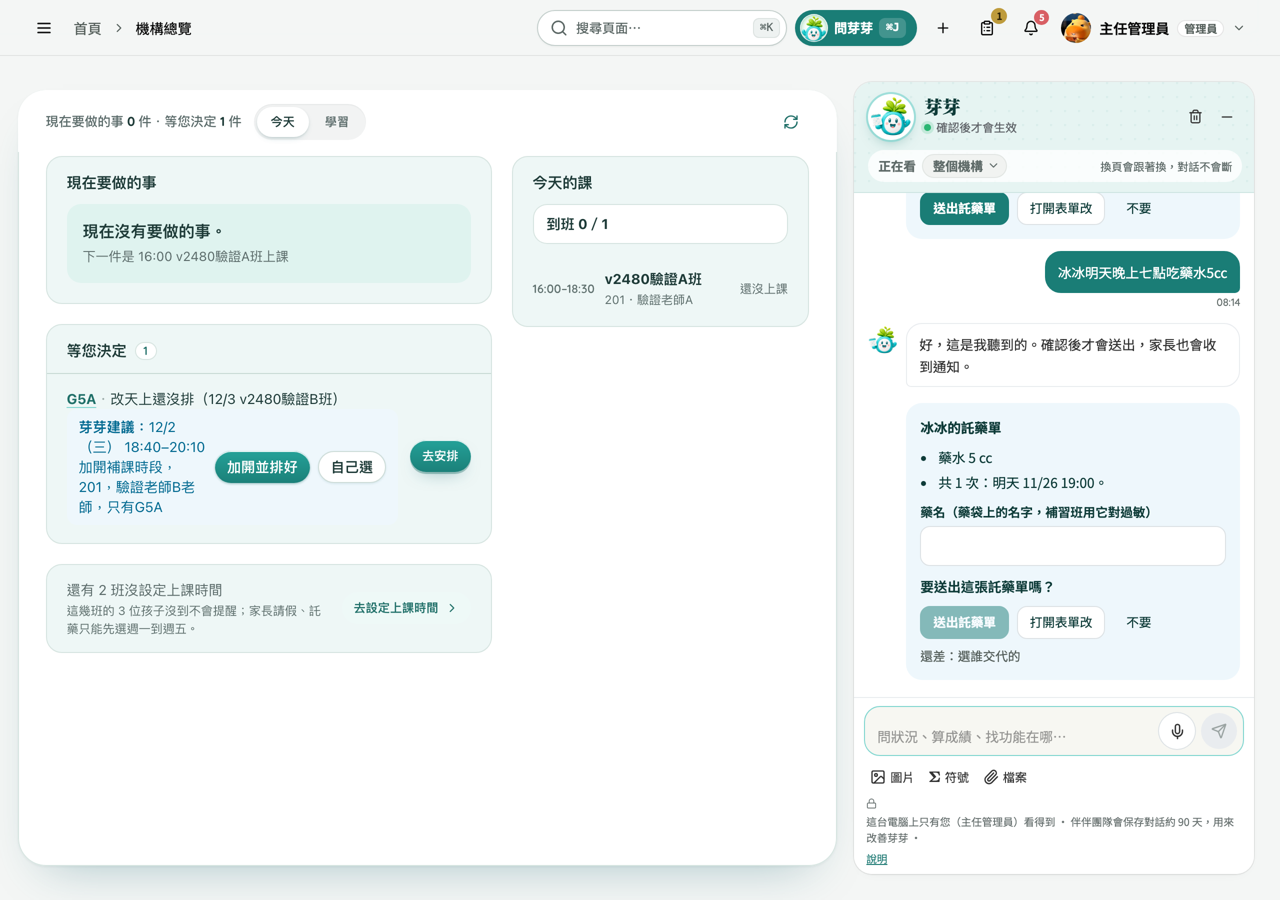 首頁 > 機構總覽
搜尋頁面⋯ ⌘K
問芽芽 ⌘J
1
5
主任管理員 管理員
現在要做的事 0 件 · 等您決定 1 件
今天 學習
現在要做的事
現在沒有要做的事。
下一件是 16:00 v2480驗證A班上課
等您決定 1
G5A · 改天上還沒排（12/3 v2480驗證B班）
芽芽建議：12/2
（三） 18:40–20:10
加開補課時段，
201，驗證老師B老
師，只有G5A
加開並排好 自己選
去安排
還有 2 班沒設定上課時間
這幾班的 3 位孩子沒到不會提醒；家長請假、託
藥只能先選週一到週五。
去設定上課時間
今天的課
到班 0 / 1
16:00–18:30
v2480驗證A班
201 · 驗證老師A
還沒上課
芽芽
確認後才會生效
正在看 整個機構
換頁會跟著換，對話不會斷
送出託藥單 打開表單改 不要
冰冰明天晚上七點吃藥水5cc
08:14
好，這是我聽到的。確認後才會送出，家長也會收
到通知。
冰冰的託藥單
• 藥水 5 cc
• 共 1 次：明天 11/26 19:00。
藥名（藥袋上的名字，補習班用它對過敏）
要送出這張託藥單嗎？
送出託藥單 打開表單改 不要
還差：選誰交代的
問狀況、算成績、找功能在哪⋯
圖片 符號 檔案
這台電腦上只有您（主任管理員）看得到 · 伴伴團隊會保存對話約 90 天，用來
改善芽芽 ·
說明